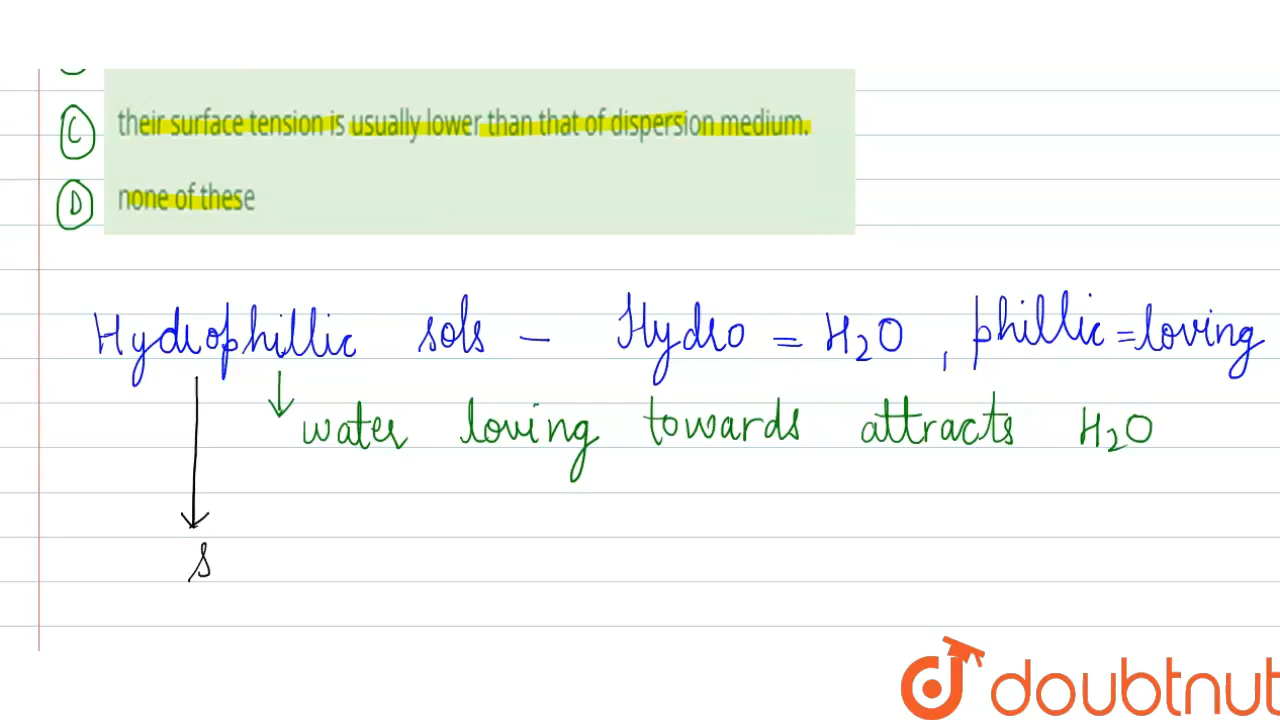 C their surface tension is usually lower than that of dispersion medium.
D none of these
Hydrophillic sols - Hydro = H₂O, phillic = loving
water loving towards attracts H₂O
s
doubtnut